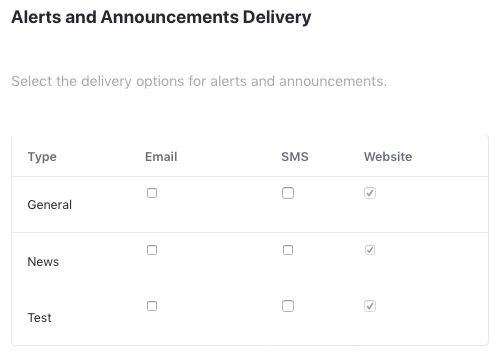 Alerts and Announcements Delivery
Select the delivery options for alerts and announcements.
Type Email SMS Website
General
News
Test